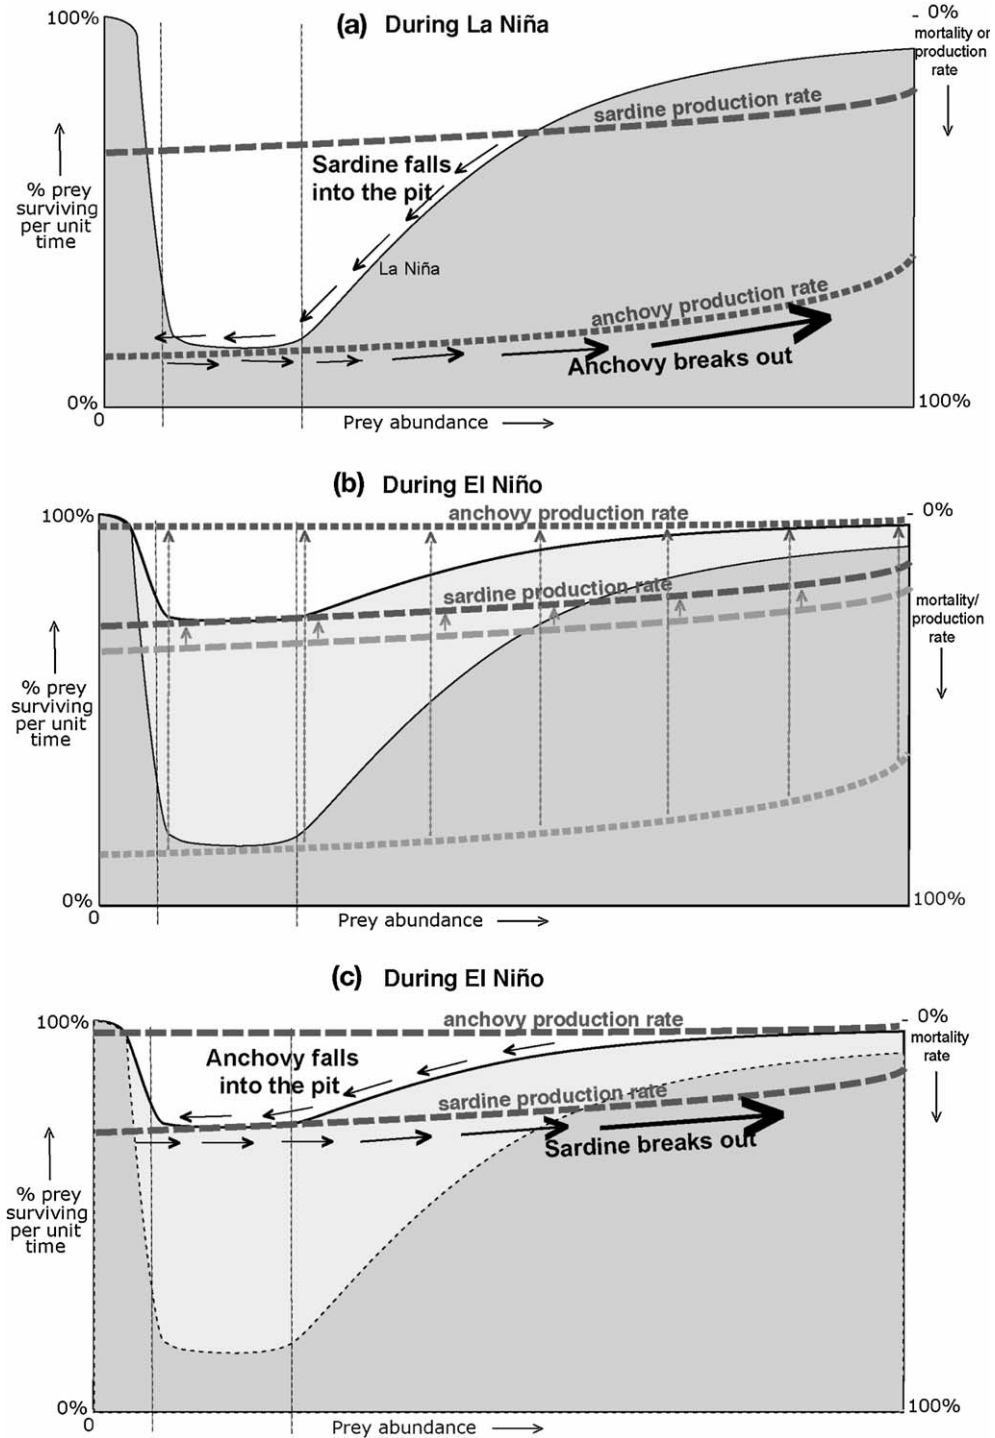 (a) During La Niña
100%
- 0%
mortality or
production
rate
sardine production rate
Sardine falls
into the pit
% prey
surviving
per unit
time
La Niña
anchovy production rate
Anchovy breaks out
0%
100%
0
Prey abundance
(b) During El Niño
100%
- 0%
anchovy production rate
sardine production rate
mortality/
production
rate
% prey
surviving
per unit
time
0%
100%
0
Prey abundance
(c) During El Niño
100%
- 0%
anchovy production rate
mortality
rate
Anchovy falls
into the pit
sardine production rate
Sardine breaks out
% prey
surviving
per unit
time
0%
100%
0
Prey abundance